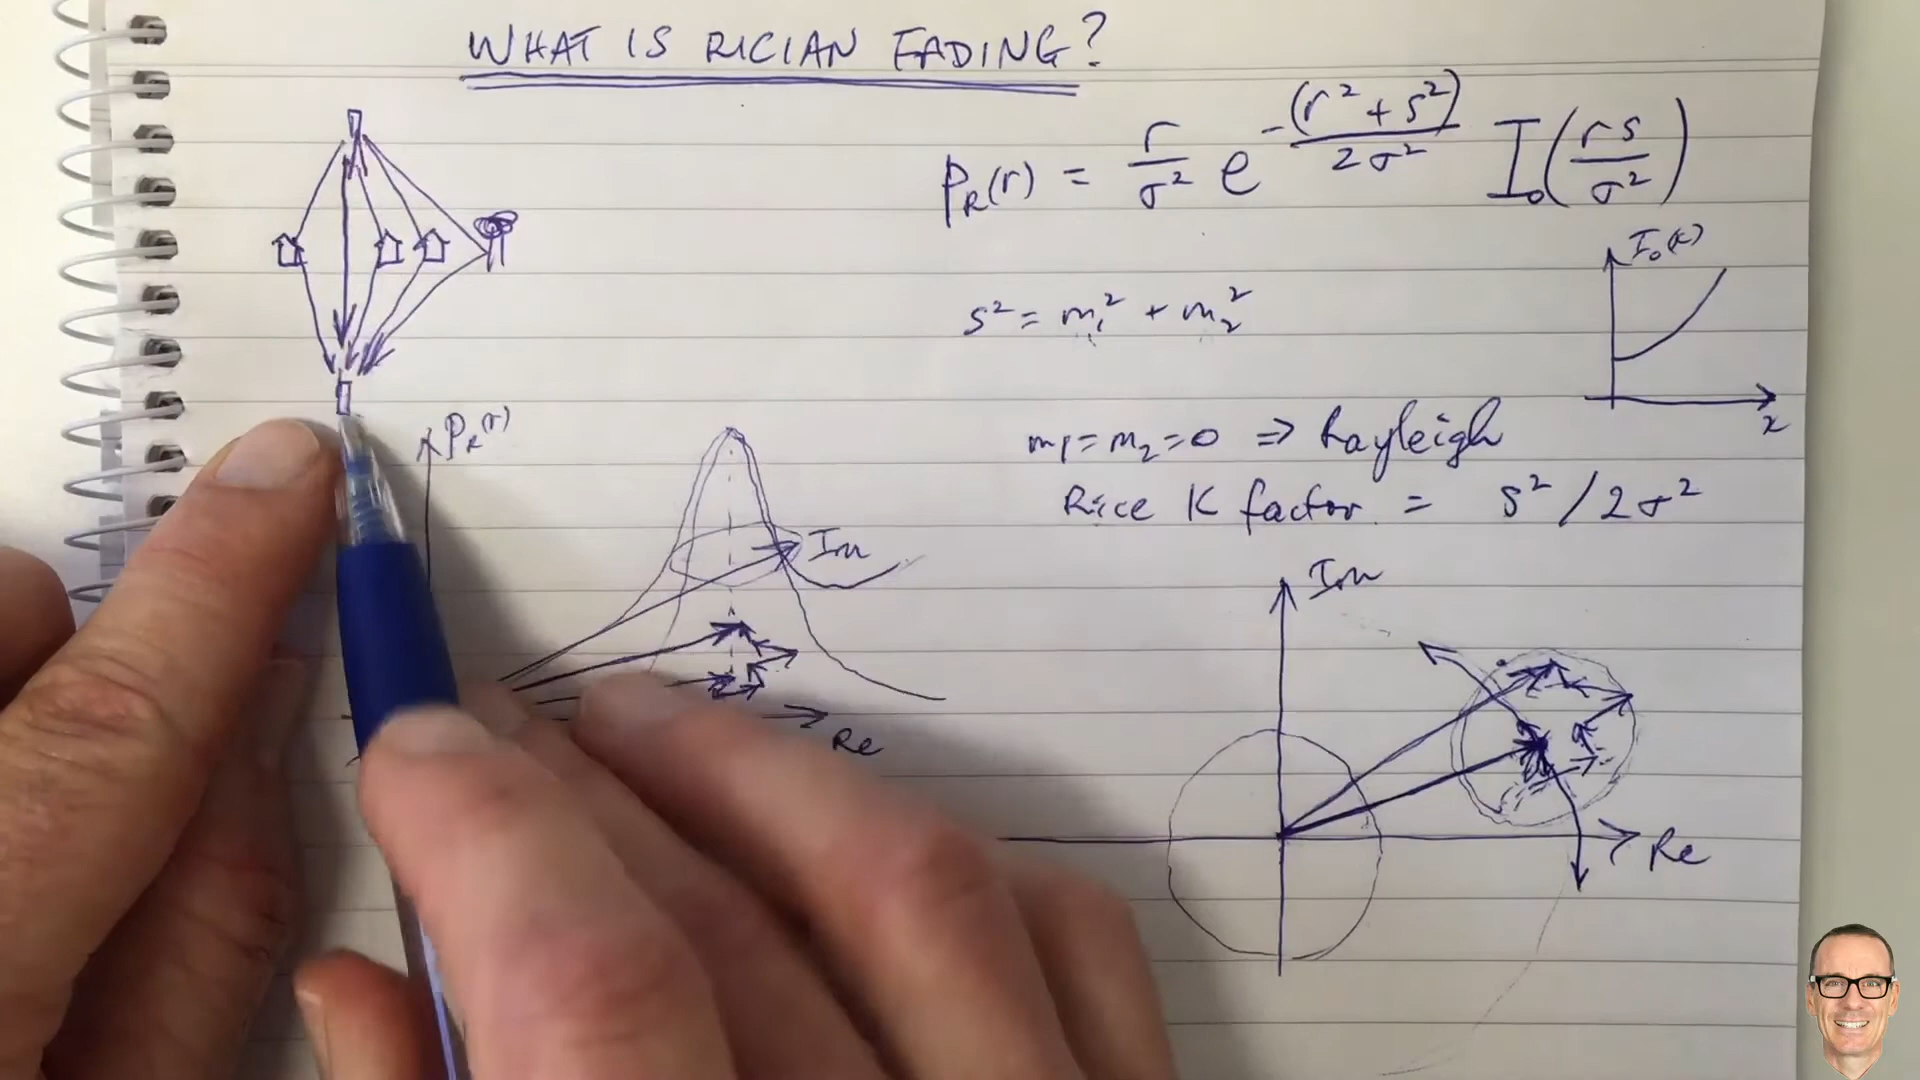 WHAT IS RICIAN FADING?
p_R(r) = r/σ² e^(-(r² + s²)/2σ²) I₀(rs/σ²)
I₀(x)
x
s² = m₁² + m₂²
p_R(r)
m₁ = m₂ = 0 ⇒ Rayleigh
Rice K factor = s² / 2σ²
Im
Re
Im
Re